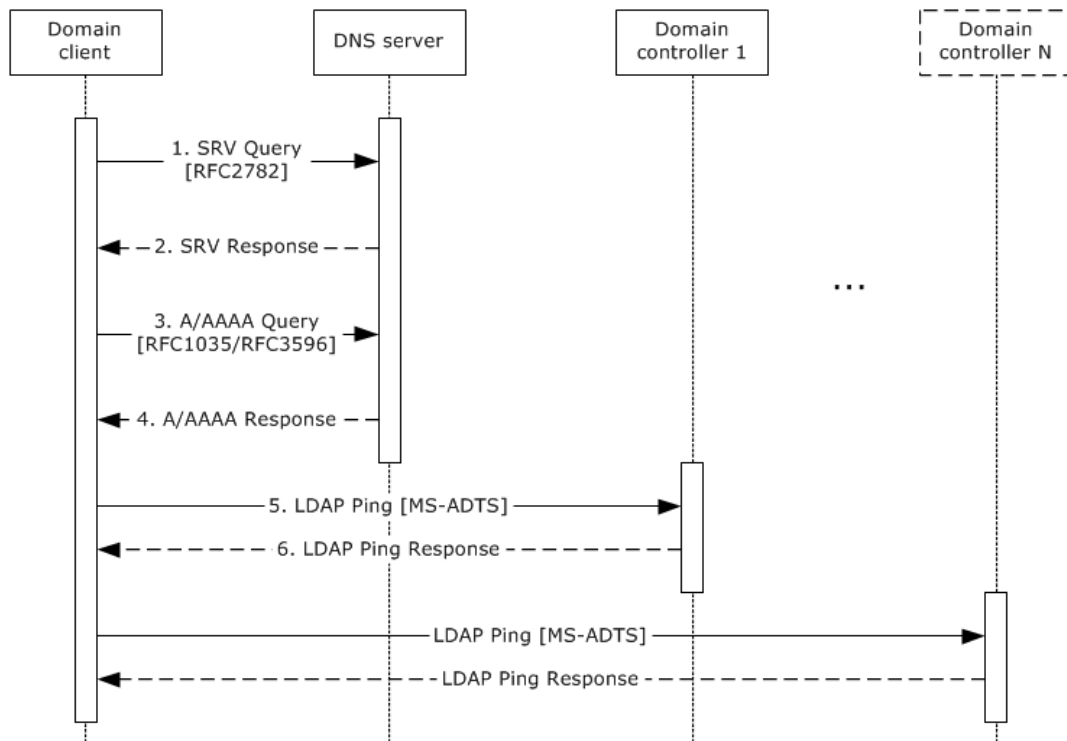 Domain
client
DNS server
Domain
controller 1
Domain
controller N
1. SRV Query
[RFC2782]
2. SRV Response
3. A/AAAA Query
[RFC1035/RFC3596]
4. A/AAAA Response
...
5. LDAP Ping [MS-ADTS]
6. LDAP Ping Response
LDAP Ping [MS-ADTS]
LDAP Ping Response